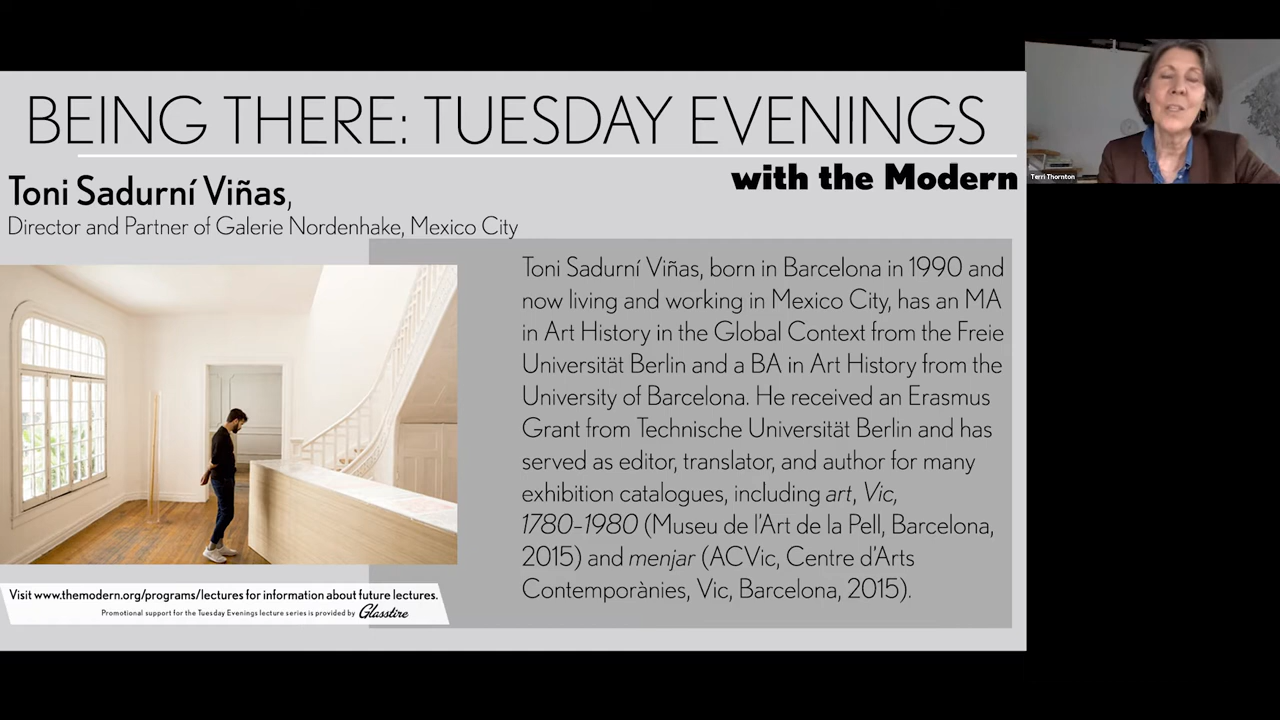 BEING THERE: TUESDAY EVENINGS
with the Modern
Toni Sadurní Viñas,
Director and Partner of Galerie Nordenhake, Mexico City
Toni Sadurní Viñas, born in Barcelona in 1990 and
now living and working in Mexico City, has an MA
in Art History in the Global Context from the Freie
Universität Berlin and a BA in Art History from the
University of Barcelona. He received an Erasmus
Grant from Technische Universität Berlin and has
served as editor, translator, and author for many
exhibition catalogues, including art, Vic,
1780–1980 (Museu de l'Art de la Pell, Barcelona,
2015) and menjar (ACVic, Centre d'Arts
Contemporànies, Vic, Barcelona, 2015).
Visit www.themodern.org/programs/lectures for information about future lectures.
Promotional support for the Tuesday Evenings lecture series is provided by Glasstire
Terri Thornton